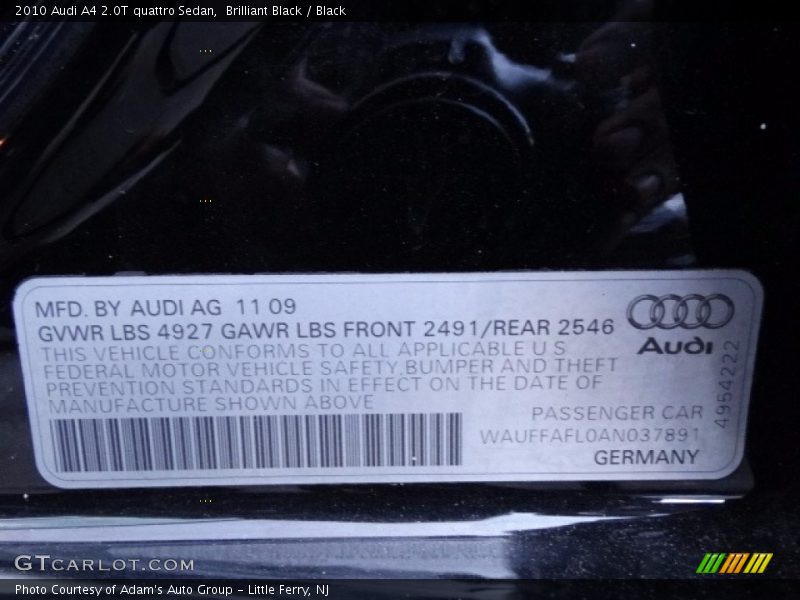 2010 Audi A4 2.0T quattro Sedan,  Brilliant Black / Black
MFD. BY AUDI AG 11 09
GVWR LBS 4927 GAWR LBS FRONT 2491/REAR 2546
THIS VEHICLE CONFORMS TO ALL APPLICABLE U S
FEDERAL MOTOR VEHICLE SAFETY,BUMPER AND THEFT
PREVENTION STANDARDS IN EFFECT ON THE DATE OF
MANUFACTURE SHOWN ABOVE
Audi
4954222
PASSENGER CAR
WAUFFAFL0AN037891
GERMANY
GTCARLOT.COM
Photo Courtesy of Adam's Auto Group - Little Ferry, NJ